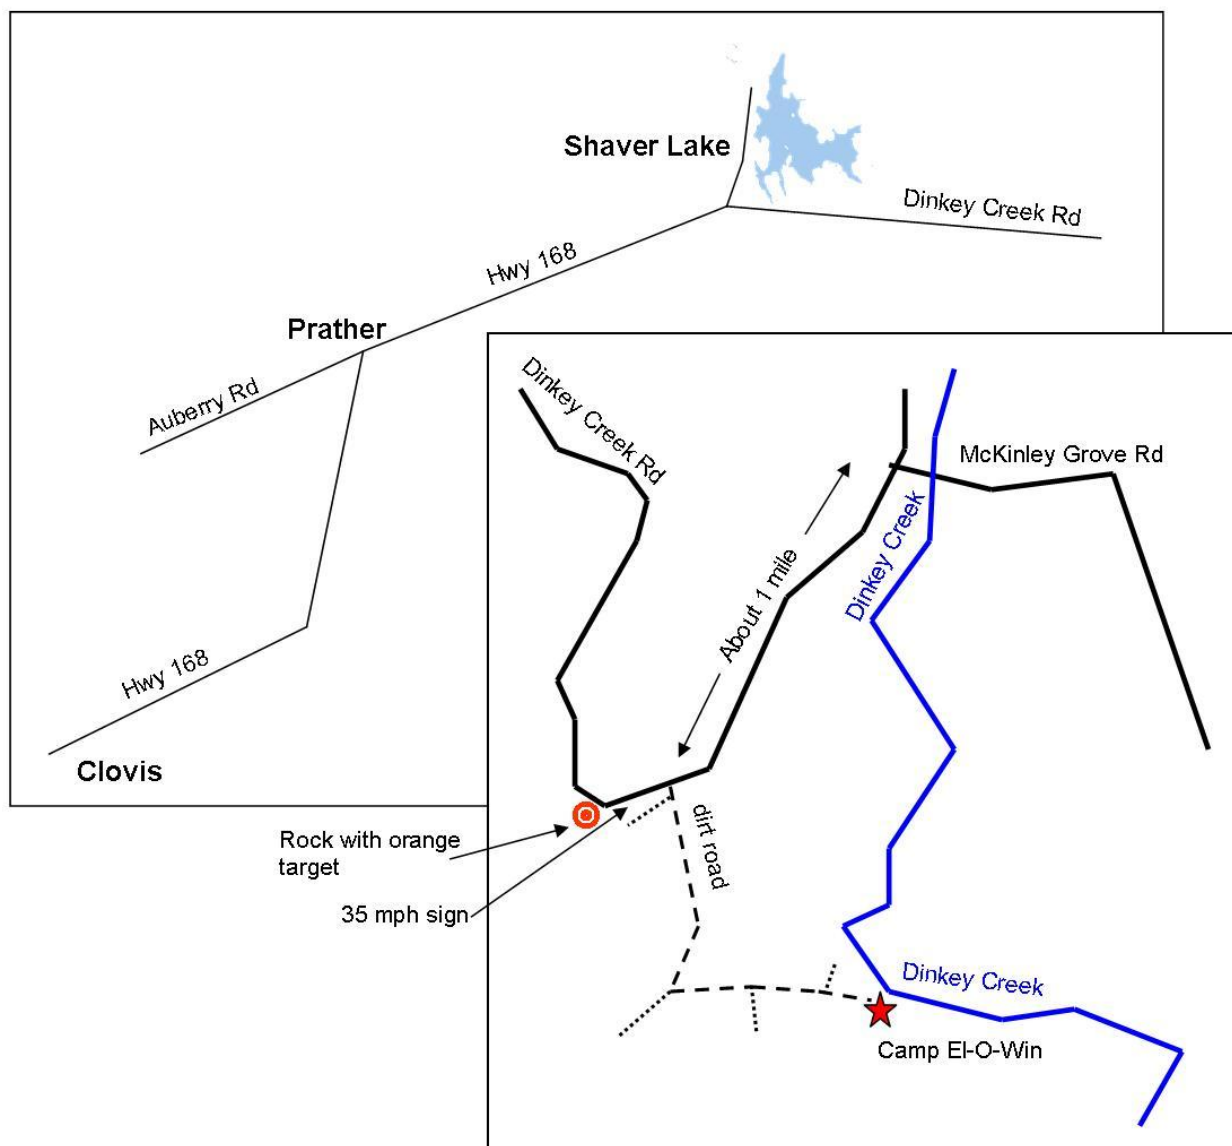 Shaver Lake
Dinkey Creek Rd
Hwy 168
Prather
Auberry Rd
Hwy 168
Clovis
Dinkey Creek Rd
McKinley Grove Rd
Dinkey Creek
About 1 mile
Rock with orange
target
35 mph sign
dirt road
Dinkey Creek
Camp El-O-Win